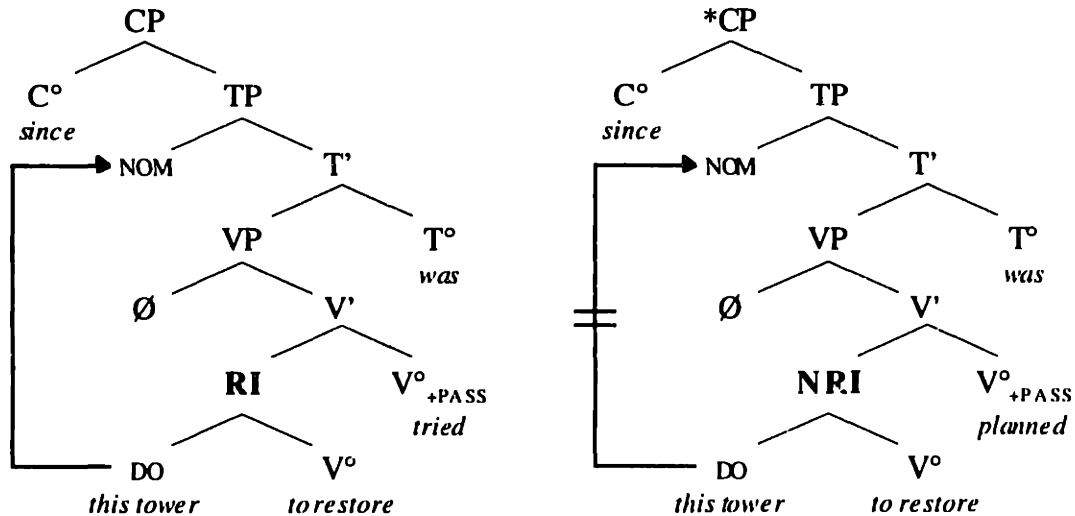 CP *CP
C° TP C° TP
since since
NOM T' NOM T'
VP T° VP T°
was was
Ø V' Ø V'
RI V°+PASS NRI V°+PASS
tried planned
DO V° DO V°
this tower to restore this tower to restore